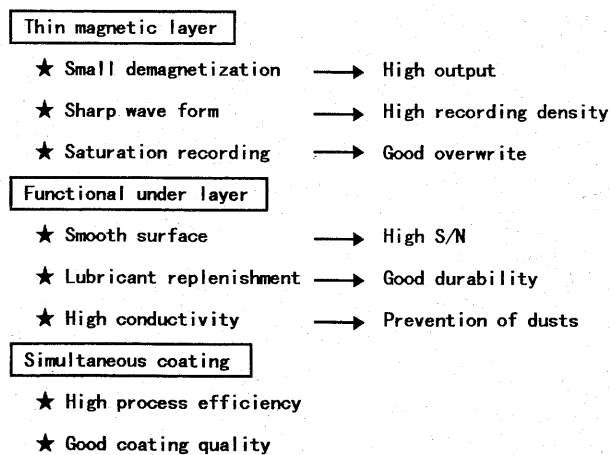 Thin magnetic layer
★ Small demagnetization → High output
★ Sharp wave form → High recording density
★ Saturation recording → Good overwrite
Functional under layer
★ Smooth surface → High S/N
★ Lubricant replenishment → Good durability
★ High conductivity → Prevention of dusts
Simultaneous coating
★ High process efficiency
★ Good coating quality